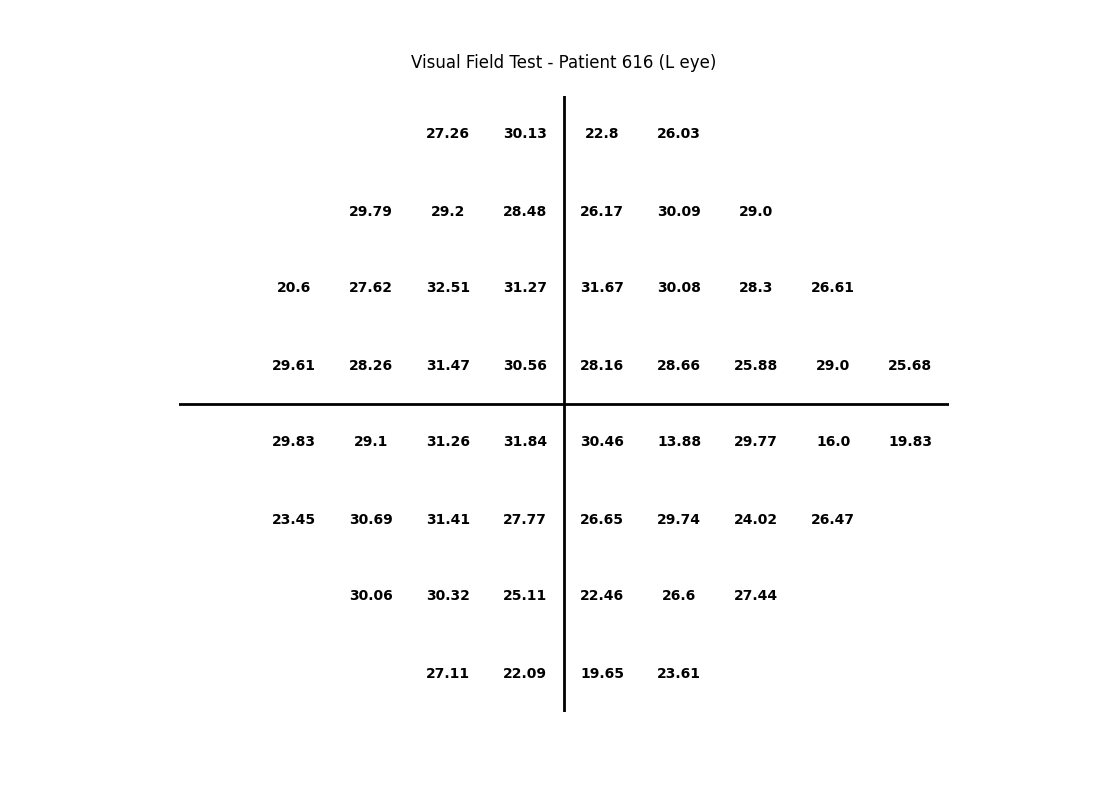 Visual Field Test - Patient 616 (L eye)
27.26 30.13 22.8 26.03
29.79 29.2 28.48 26.17 30.09 29.0
20.6 27.62 32.51 31.27 31.67 30.08 28.3 26.61
29.61 28.26 31.47 30.56 28.16 28.66 25.88 29.0 25.68
29.83 29.1 31.26 31.84 30.46 13.88 29.77 16.0 19.83
23.45 30.69 31.41 27.77 26.65 29.74 24.02 26.47
30.06 30.32 25.11 22.46 26.6 27.44
27.11 22.09 19.65 23.61